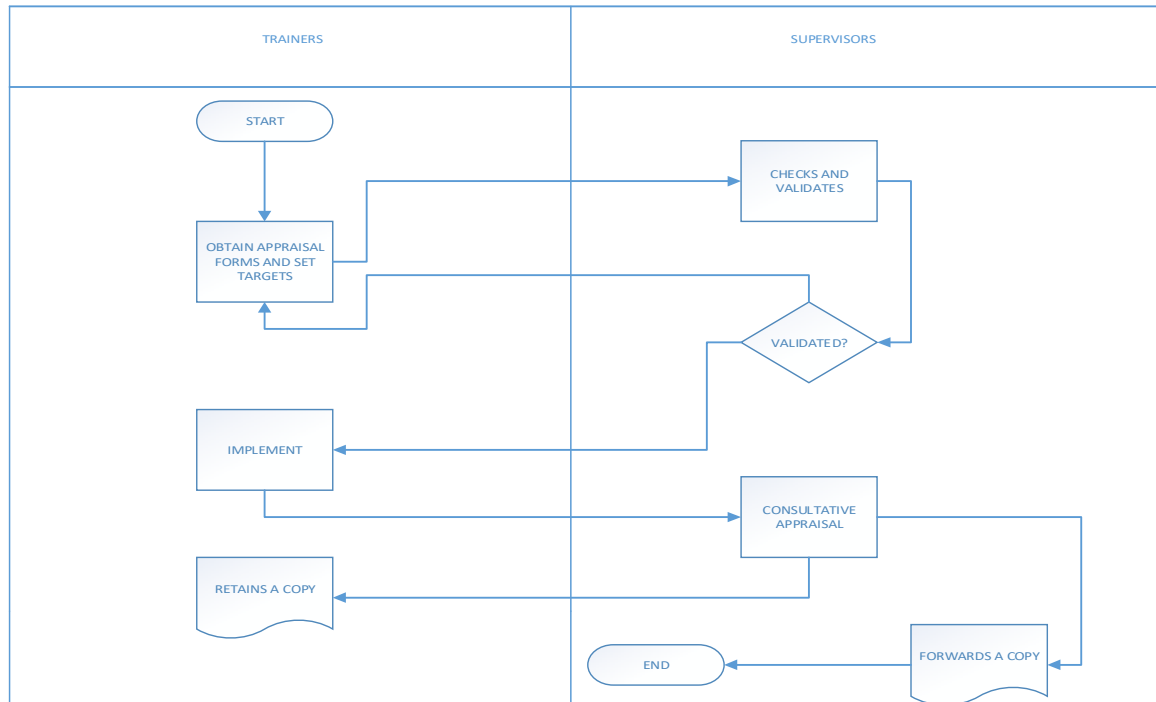 TRAINERS
SUPERVISORS
START
CHECKS AND
VALIDATES
OBTAIN APPRAISAL
FORMS AND SET
TARGETS
VALIDATED?
IMPLEMENT
CONSULTATIVE
APPRAISAL
RETAINS A COPY
FORWARDS A COPY
END